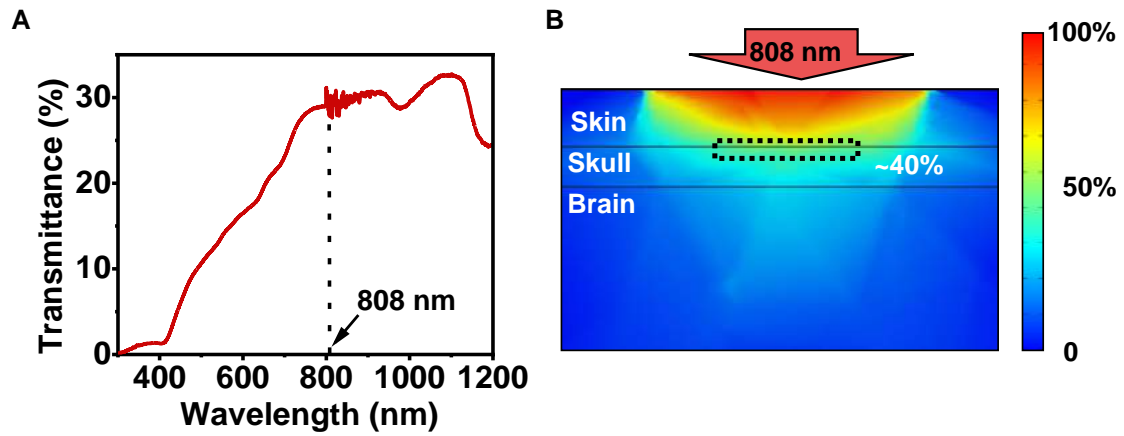 A
Transmittance (%)
30
20
10
0
808 nm
400 600 800 1000 1200
Wavelength (nm)
B
808 nm
Skin
Skull
~40%
Brain
100%
50%
0